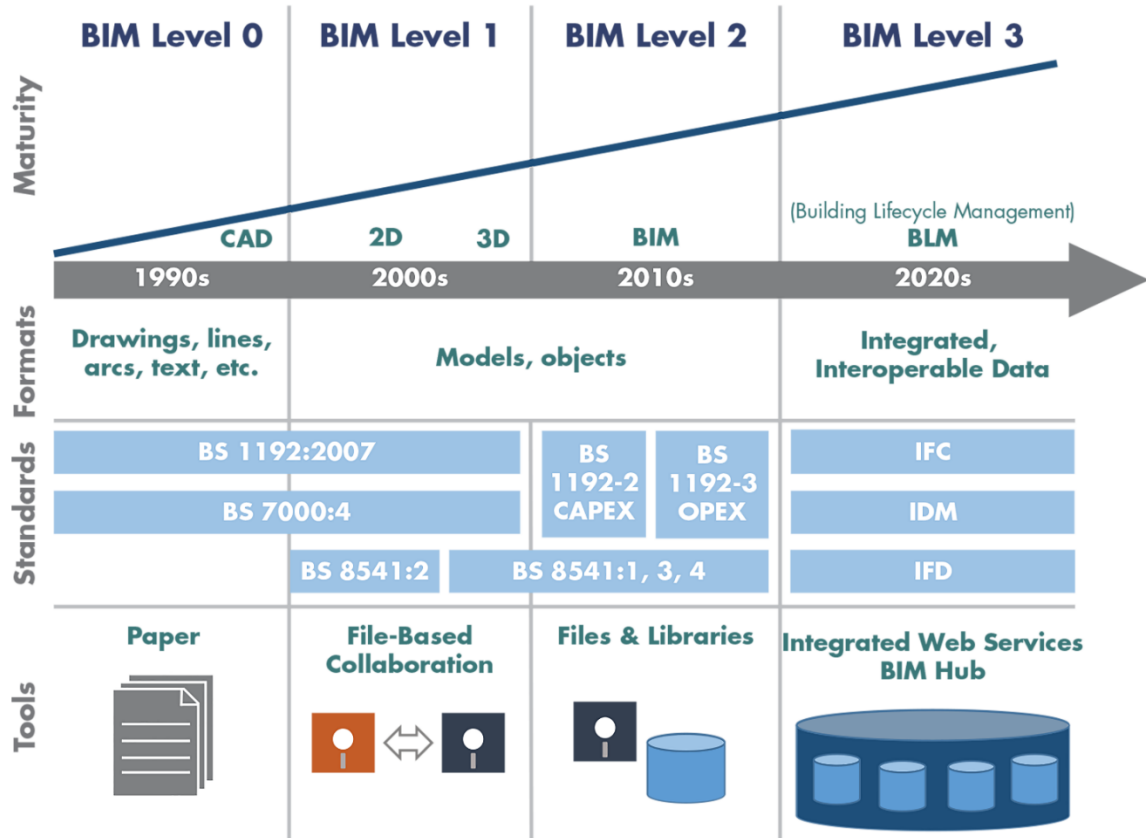 BIM Level 0
BIM Level 1
BIM Level 2
BIM Level 3
Maturity
(Building Lifecycle Management)
CAD
2D
3D
BIM
BLM
1990s
2000s
2010s
2020s
Formats
Drawings, lines,
arcs, text, etc.
Models, objects
Integrated,
Interoperable Data
Standards
BS 1192:2007
BS 7000:4
BS 8541:2
BS 8541:1, 3, 4
BS
1192-2
CAPEX
BS
1192-3
OPEX
IFC
IDM
IFD
Tools
Paper
File-Based
Collaboration
Files & Libraries
Integrated Web Services
BIM Hub